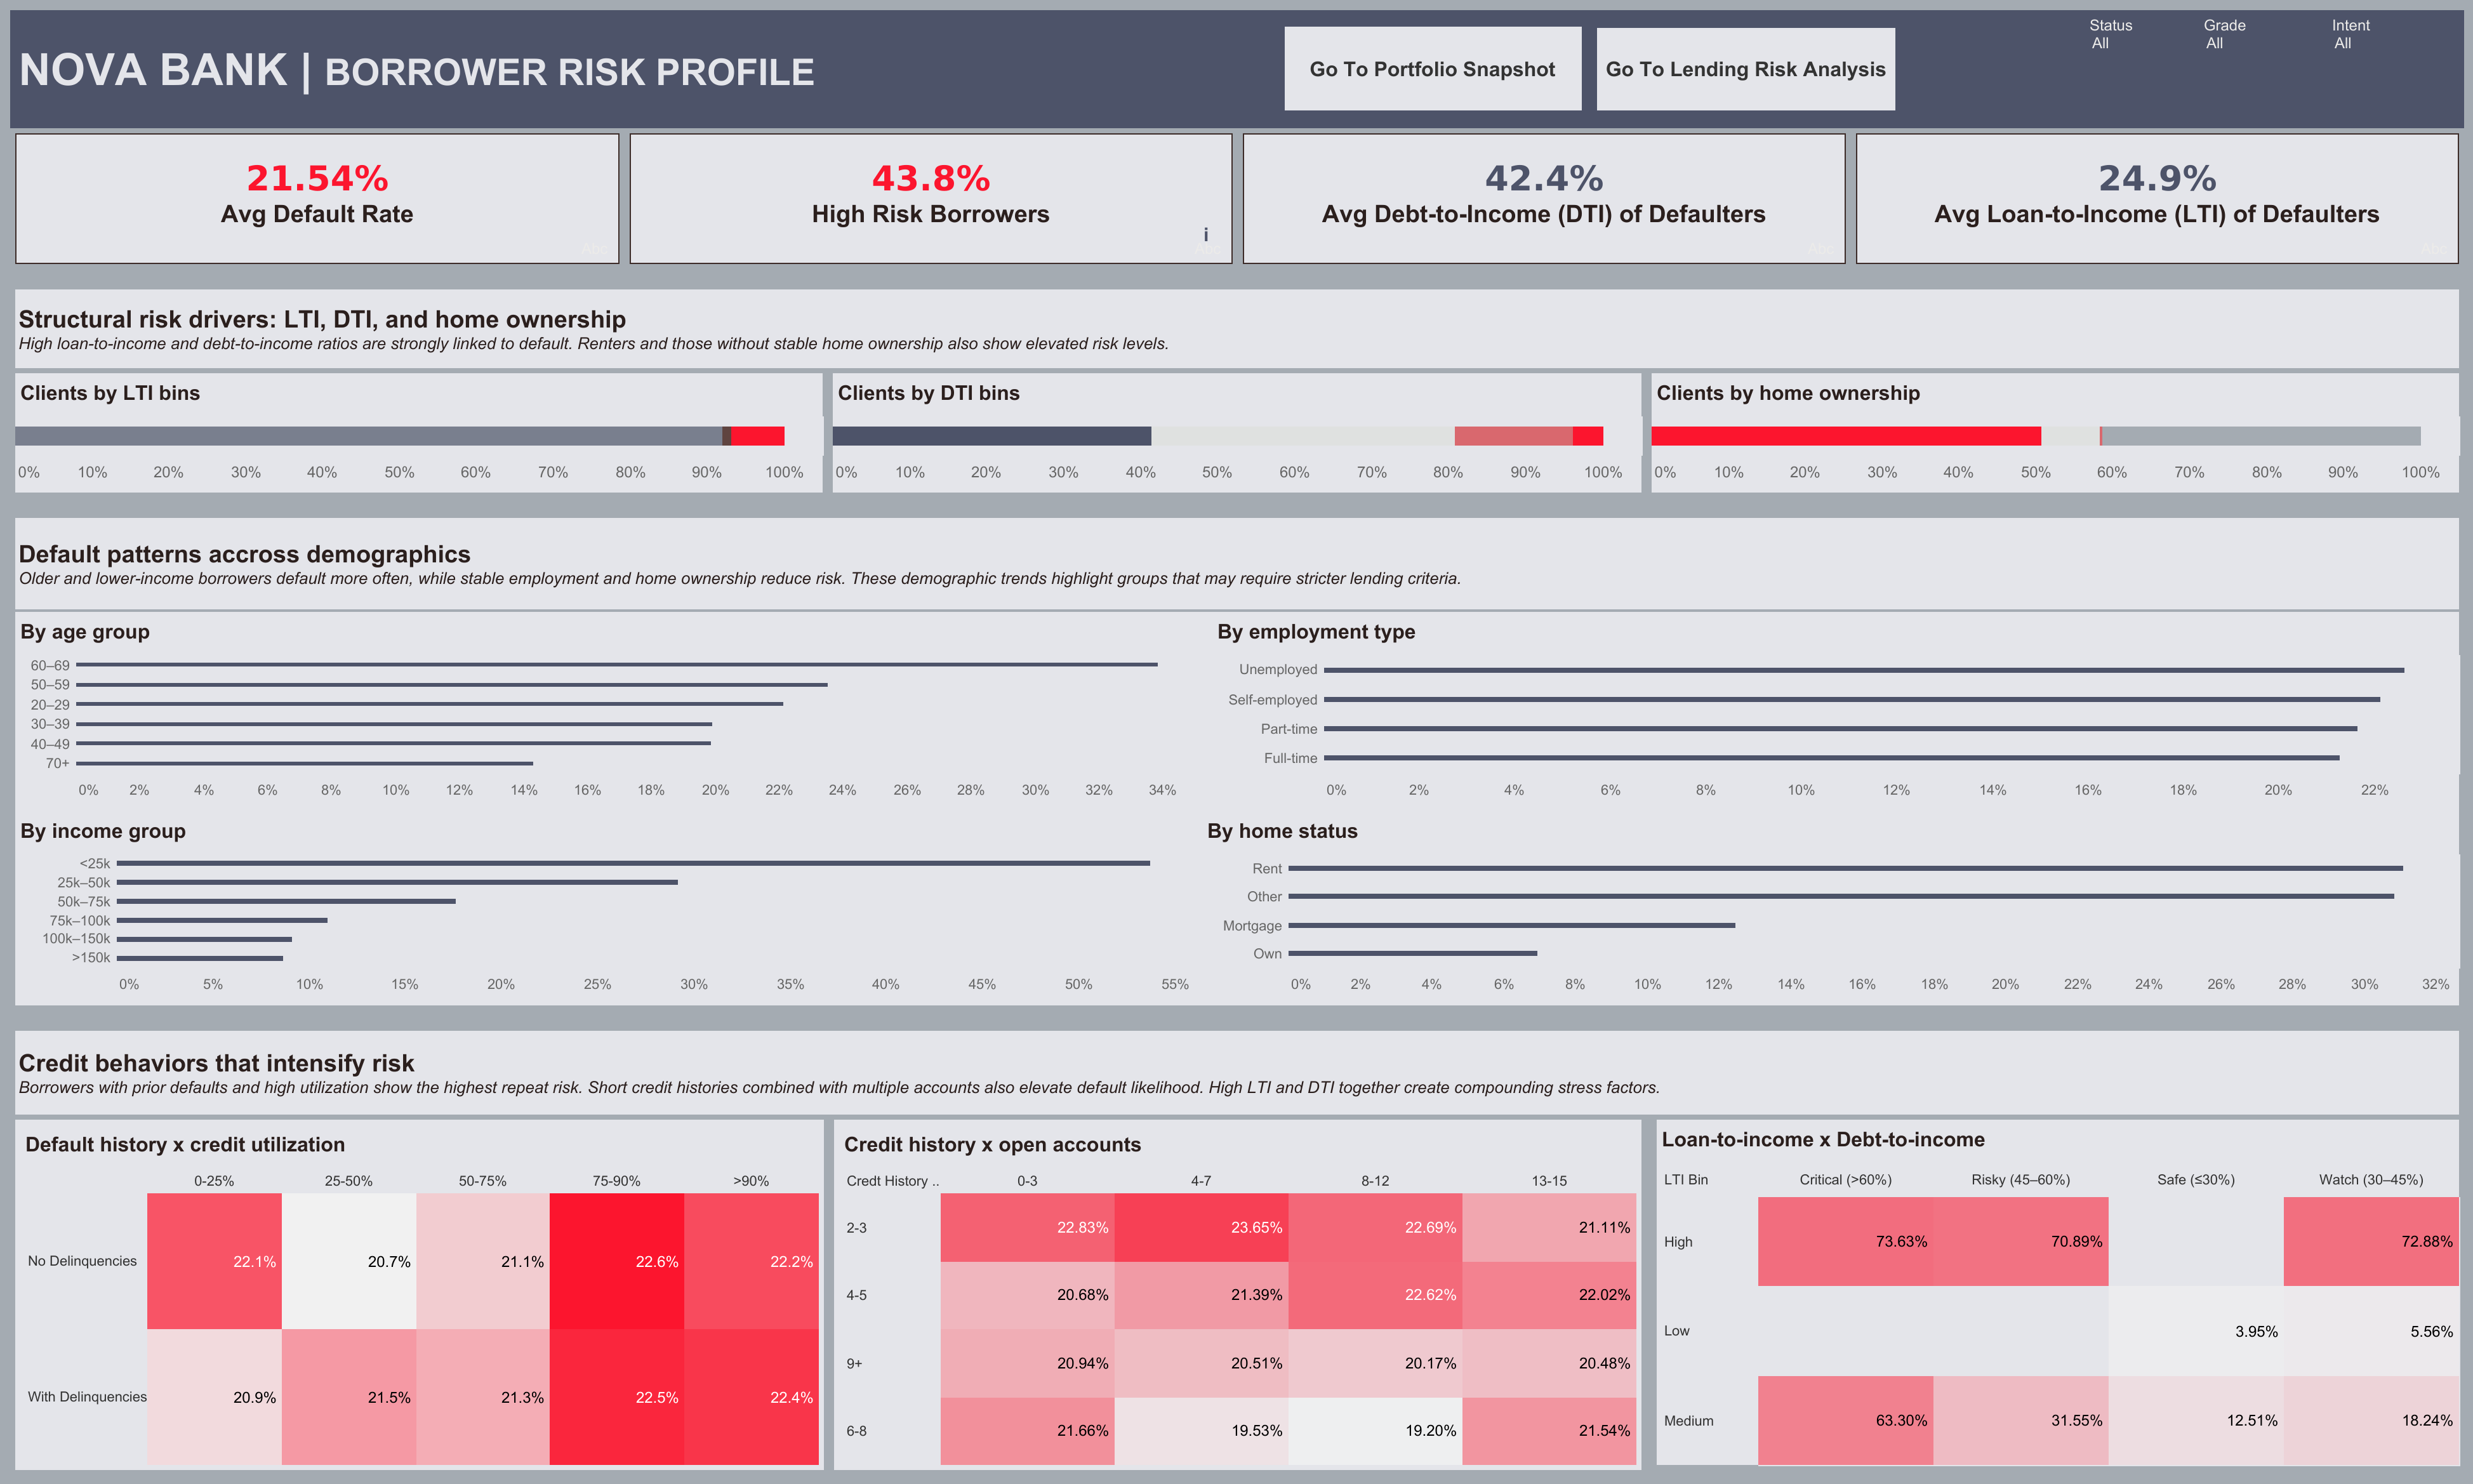 NOVA BANK | BORROWER RISK PROFILE
Go To Portfolio Snapshot
Go To Lending Risk Analysis
Status
All
Grade
All
Intent
All
21.54%
Avg Default Rate
Abc
43.8%
High Risk Borrowers
i
Abc
42.4%
Avg Debt-to-Income (DTI) of Defaulters
Abc
24.9%
Avg Loan-to-Income (LTI) of Defaulters
Abc
Structural risk drivers: LTI, DTI, and home ownership
High loan-to-income and debt-to-income ratios are strongly linked to default. Renters and those without stable home ownership also show elevated risk levels.
Clients by LTI bins
0% 10% 20% 30% 40% 50% 60% 70% 80% 90% 100%
Clients by DTI bins
0% 10% 20% 30% 40% 50% 60% 70% 80% 90% 100%
Clients by home ownership
0% 10% 20% 30% 40% 50% 60% 70% 80% 90% 100%
Default patterns accross demographics
Older and lower-income borrowers default more often, while stable employment and home ownership reduce risk. These demographic trends highlight groups that may require stricter lending criteria.
By age group
60–69
50–59
20–29
30–39
40–49
70+
0% 2% 4% 6% 8% 10% 12% 14% 16% 18% 20% 22% 24% 26% 28% 30% 32% 34%
By employment type
Unemployed
Self-employed
Part-time
Full-time
0% 2% 4% 6% 8% 10% 12% 14% 16% 18% 20% 22%
By income group
<25k
25k–50k
50k–75k
75k–100k
100k–150k
>150k
0% 5% 10% 15% 20% 25% 30% 35% 40% 45% 50% 55%
By home status
Rent
Other
Mortgage
Own
0% 2% 4% 6% 8% 10% 12% 14% 16% 18% 20% 22% 24% 26% 28% 30% 32%
Credit behaviors that intensify risk
Borrowers with prior defaults and high utilization show the highest repeat risk. Short credit histories combined with multiple accounts also elevate default likelihood. High LTI and DTI together create compounding stress factors.
Default history x credit utilization
0-25% 25-50% 50-75% 75-90% >90%
No Delinquencies 22.1% 20.7% 21.1% 22.6% 22.2%
With Delinquencies 20.9% 21.5% 21.3% 22.5% 22.4%
Credit history x open accounts
Credt History .. 0-3 4-7 8-12 13-15
2-3 22.83% 23.65% 22.69% 21.11%
4-5 20.68% 21.39% 22.62% 22.02%
9+ 20.94% 20.51% 20.17% 20.48%
6-8 21.66% 19.53% 19.20% 21.54%
Loan-to-income x Debt-to-income
LTI Bin Critical (>60%) Risky (45–60%) Safe (≤30%) Watch (30–45%)
High 73.63% 70.89% 72.88%
Low 3.95% 5.56%
Medium 63.30% 31.55% 12.51% 18.24%